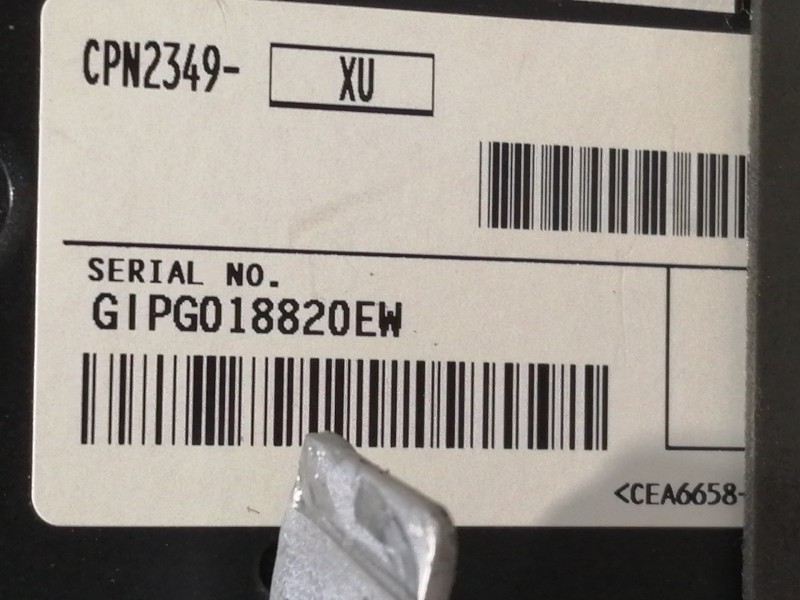 CPN2349- XU
SERIAL NO.
GIPG018820EW
<CEA6658-